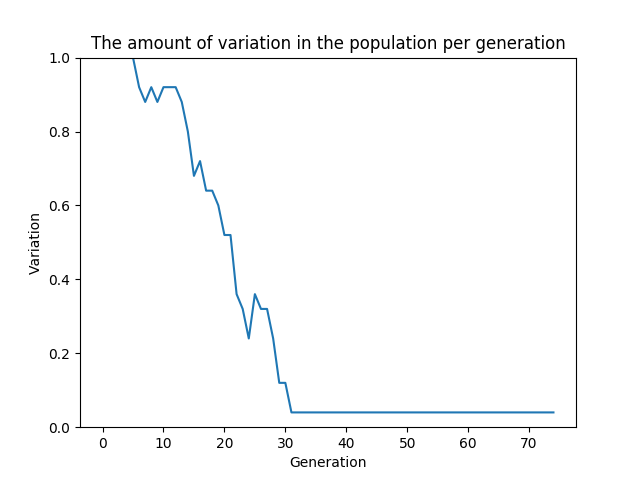 The amount of variation in the population per generation
1.0
0.8
0.6
0.4
0.2
0.0
Variation
0 10 20 30 40 50 60 70
Generation